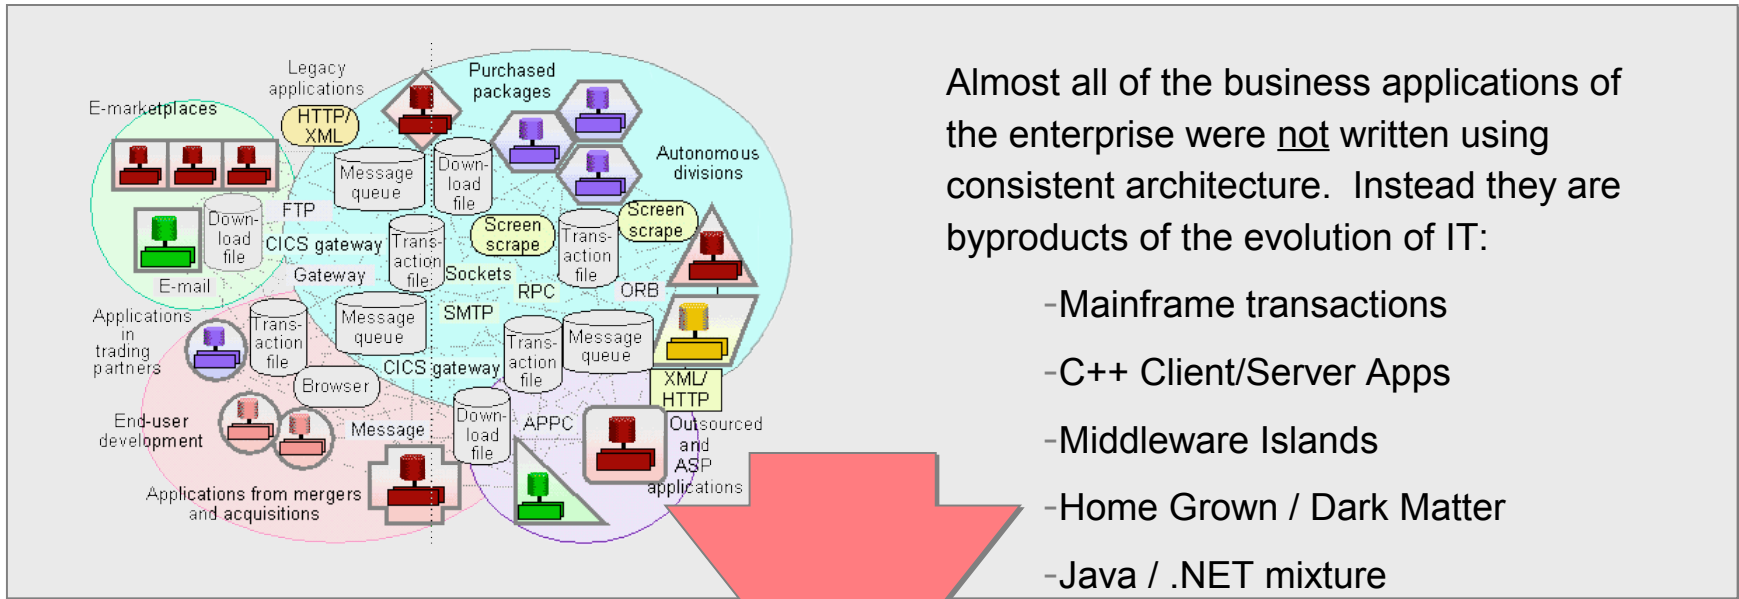 Legacy
applications
Purchased
packages
E-marketplaces
HTTP/
XML
Autonomous
divisions
Message
queue
Down-
load
file
FTP
Down-
load
file
Screen
scrape
Screen
scrape
CICS gateway
Trans-
action
file
Trans-
action
file
Gateway
Sockets
E-mail
RPC
ORB
SMTP
Applications
in
trading
partners
Trans-
action
file
Message
queue
Trans-
action
file
Message
queue
CICS gateway
Browser
XML/
HTTP
End-user
development
Message
Down-
load
file
APPC
Outsourced
and
ASP
applications
Applications from mergers
and acquisitions
Almost all of the business applications of
the enterprise were not written using
consistent architecture.  Instead they are
byproducts of the evolution of IT:
-Mainframe transactions
-C++ Client/Server Apps
-Middleware Islands
-Home Grown / Dark Matter
-Java / .NET mixture